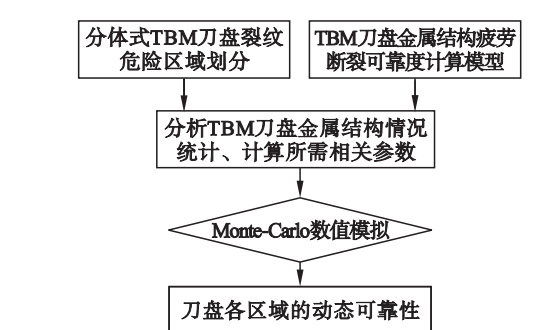 分体式TBM刀盘裂纹
危险区域划分
TBM刀盘金属结构疲劳
断裂可靠度计算模型
分析TBM刀盘金属结构情况
统计、计算所需相关参数
Monte-Carlo数值模拟
刀盘各区域的动态可靠性